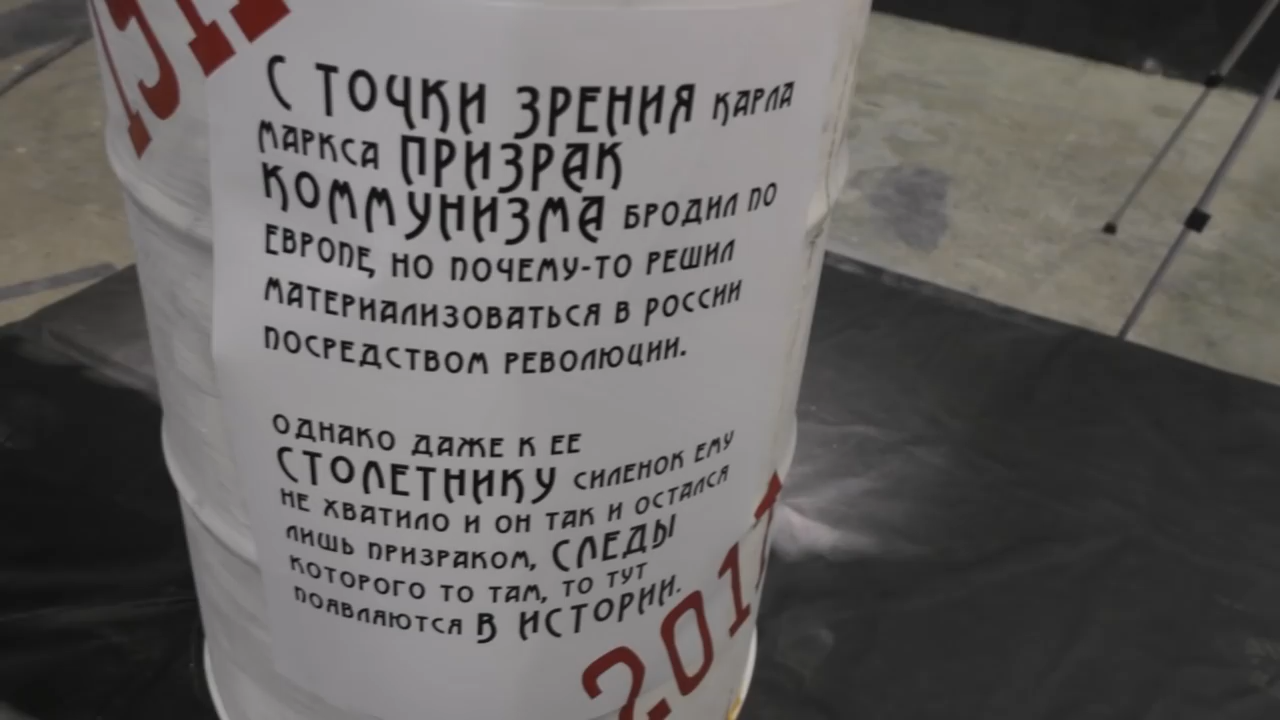 С ТОЧКИ ЗРЕНИЯ КАРЛА
МАРКСА ПРИЗРАК
КОММУНИЗМА БРОДИЛ ПО
ЕВРОПЕ, НО ПОЧЕМУ-ТО РЕШИЛ
МАТЕРИАЛИЗОВАТЬСЯ В РОССИИ
ПОСРЕДСТВОМ РЕВОЛЮЦИИ.
ОДНАКО ДАЖЕ К ЕЕ
СТОЛЕТНИКУ СИЛЕНОК ЕМУ
НЕ ХВАТИЛО И ОН ТАК И ОСТАЛСЯ
ЛИШЬ ПРИЗРАКОМ, СЛЕДЫ
КОТОРОГО ТО ТАМ, ТО ТУТ
ПОЯВЛЯЮТСЯ В ИСТОРИИ.
2017